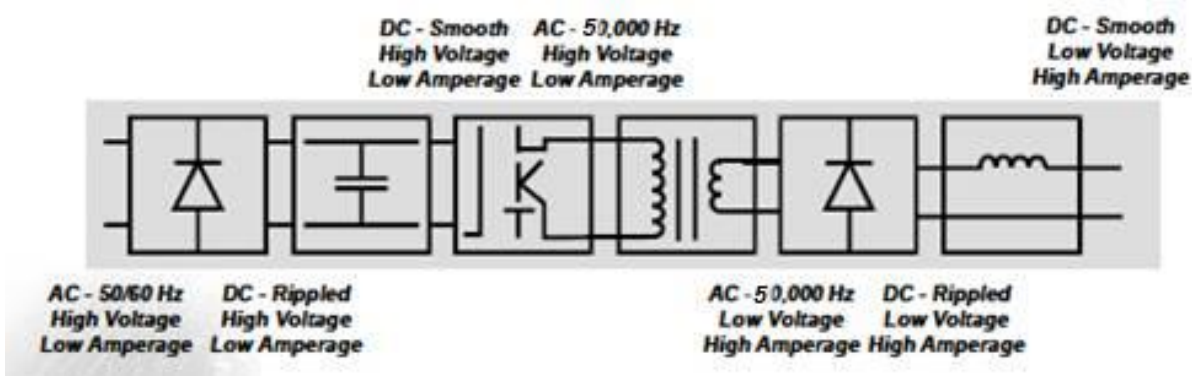 DC - Smooth
High Voltage
Low Amperage
AC - 50,000 Hz
High Voltage
Low Amperage
DC - Smooth
Low Voltage
High Amperage
AC - 50/60 Hz
High Voltage
Low Amperage
DC - Rippled
High Voltage
Low Amperage
AC - 50,000 Hz
Low Voltage
High Amperage
DC - Rippled
Low Voltage
High Amperage